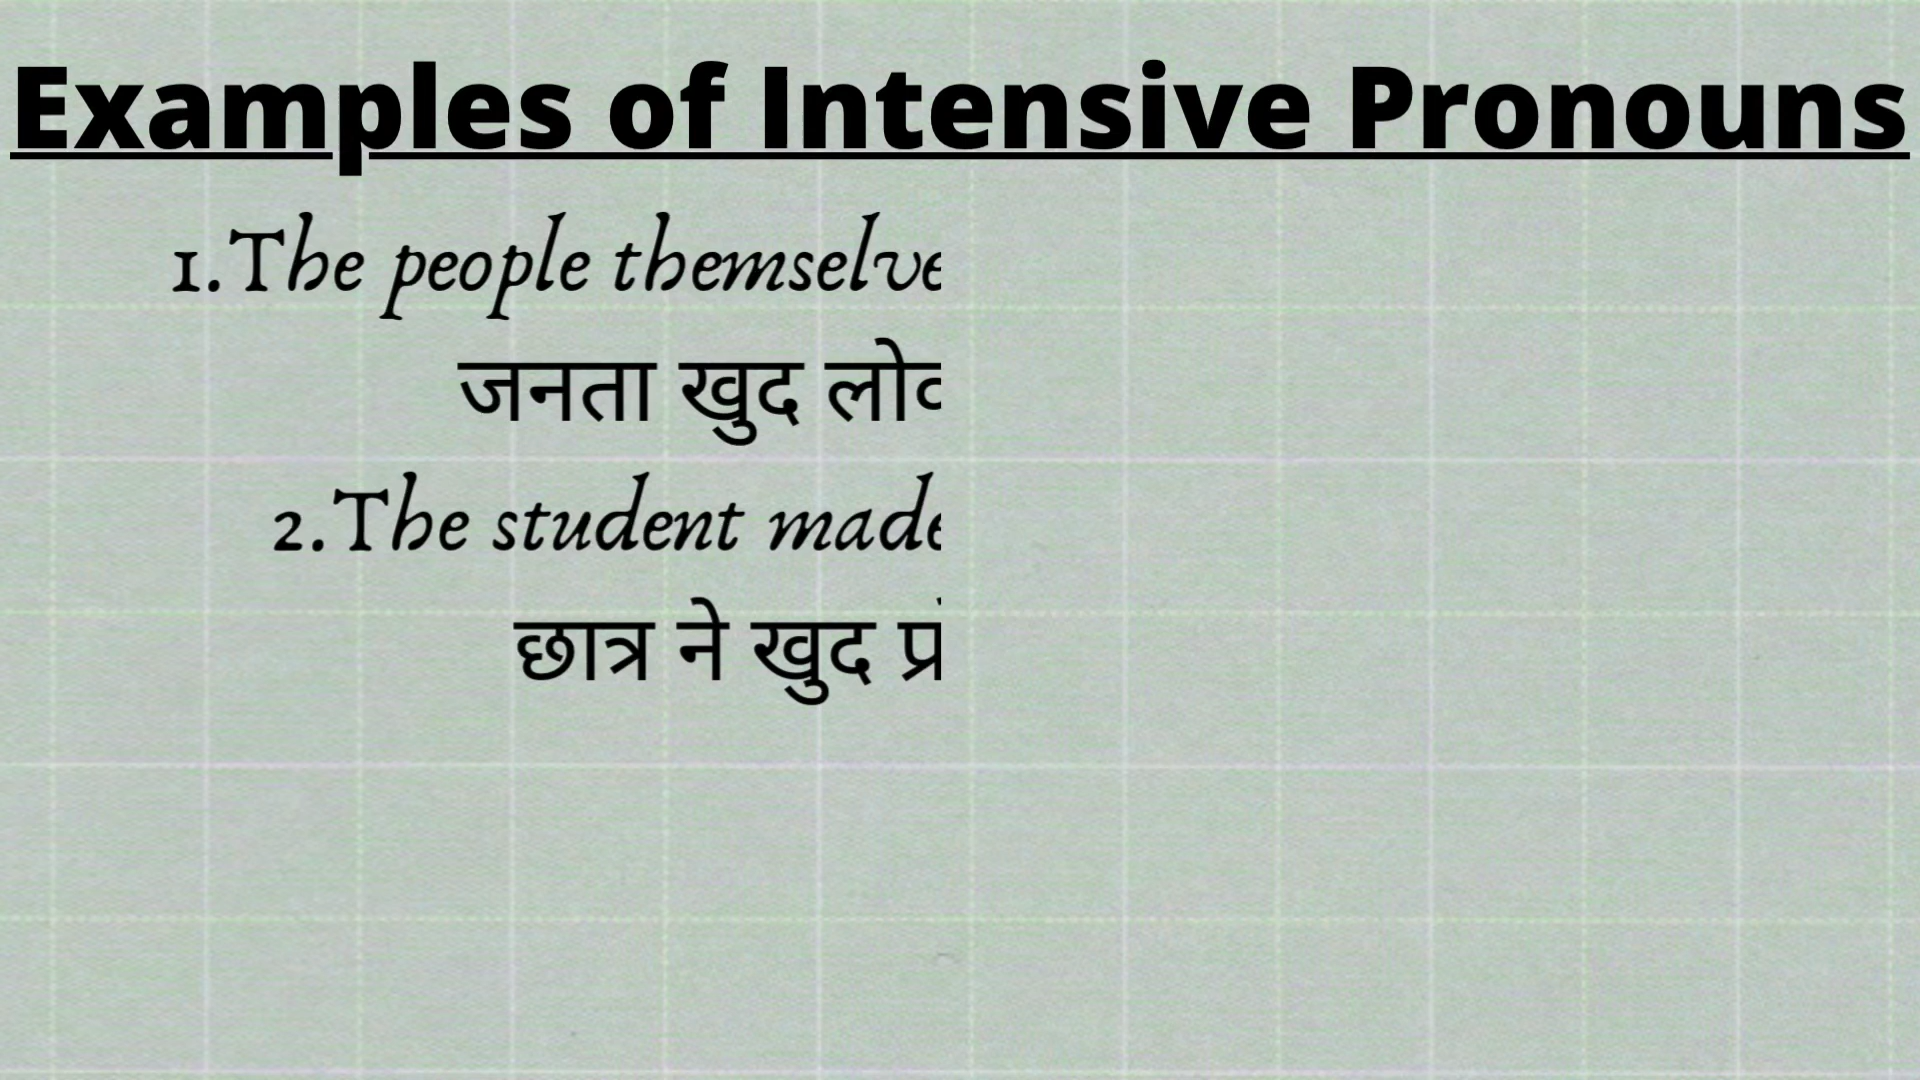 Examples of Intensive Pronouns
1.The people themselve
जनता खुद
2.The student made
छात्र ने खुद